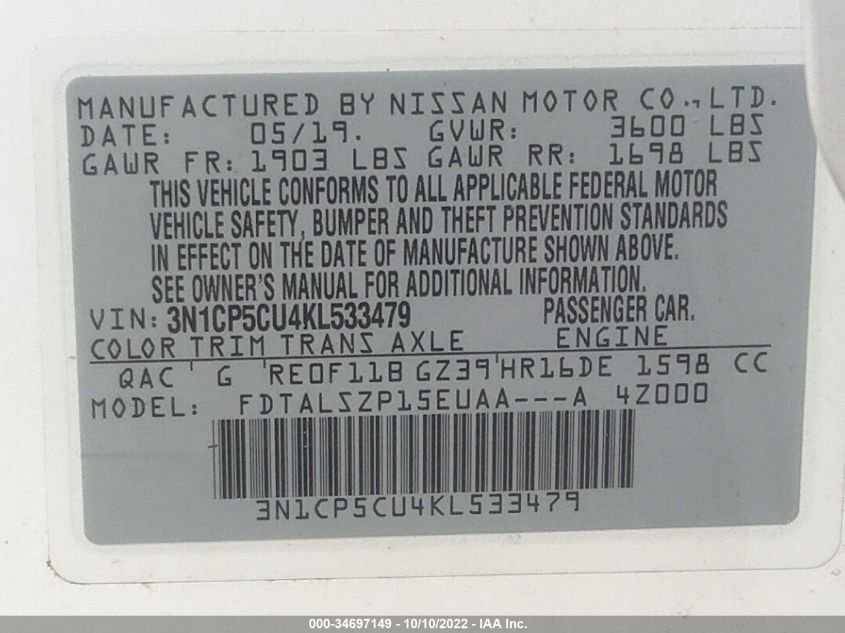 MANUFACTURED BY NISSAN MOTOR CO., LTD.
DATE: 05/19. GVWR: 3600 LBS
GAWR FR: 1903 LBS GAWR RR: 1698 LBS
THIS VEHICLE CONFORMS TO ALL APPLICABLE FEDERAL MOTOR
VEHICLE SAFETY, BUMPER AND THEFT PREVENTION STANDARDS
IN EFFECT ON THE DATE OF MANUFACTURE SHOWN ABOVE.
SEE OWNER'S MANUAL FOR ADDITIONAL INFORMATION.
VIN: 3N1CP5CU4KL533479 PASSENGER CAR.
COLOR TRIM TRANS AXLE ENGINE
QAC ' G ' RE0F11B GZ39 ' HR16DE 1598 CC
MODEL: FDTALSZP15EUAA---A 4Z000
3N1CP5CU4KL533479
000-34697149 - 10/10/2022 - IAA Inc.